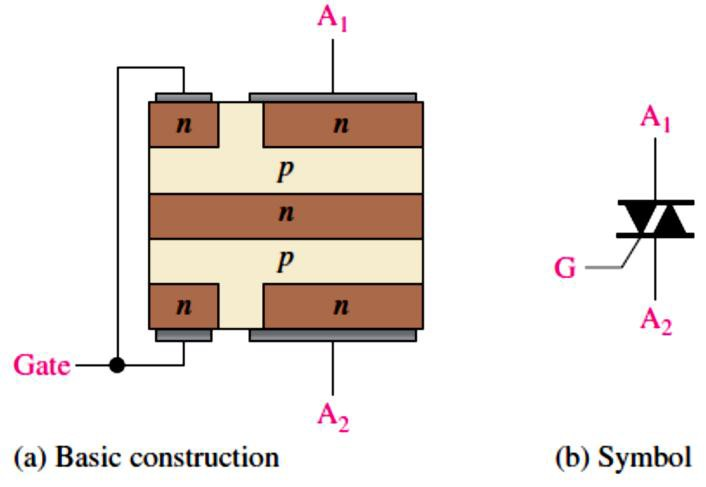 A1
n n
p
n
p
n n
Gate
A2
(a) Basic construction
A1
G
A2
(b) Symbol